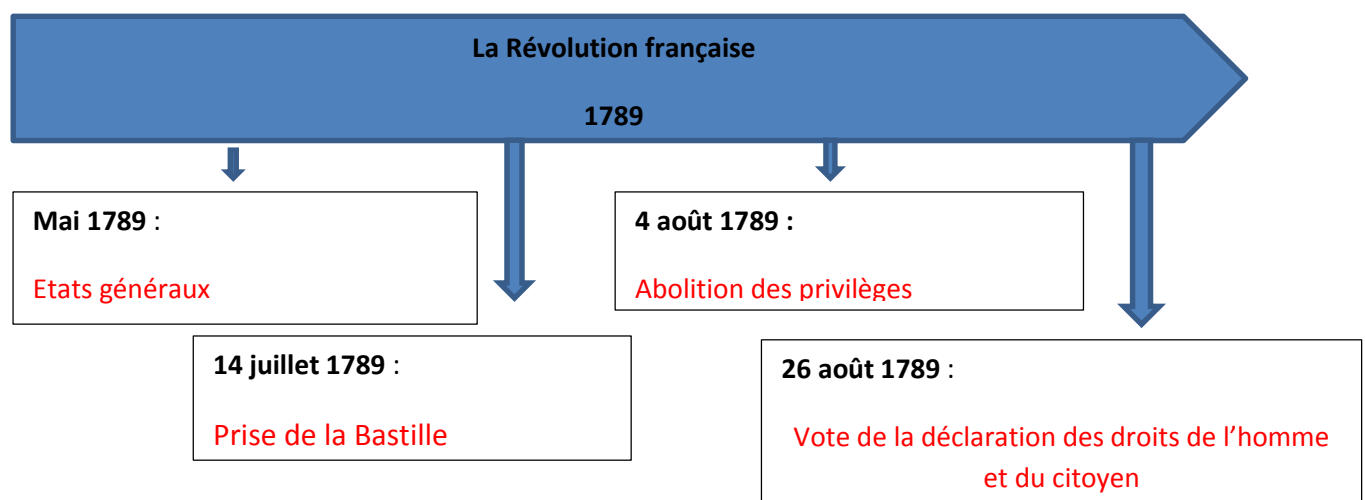 La Révolution française
1789
Mai 1789 :
Etats généraux
14 juillet 1789 :
Prise de la Bastille
4 août 1789 :
Abolition des privilèges
26 août 1789 :
Vote de la déclaration des droits de l’homme
et du citoyen